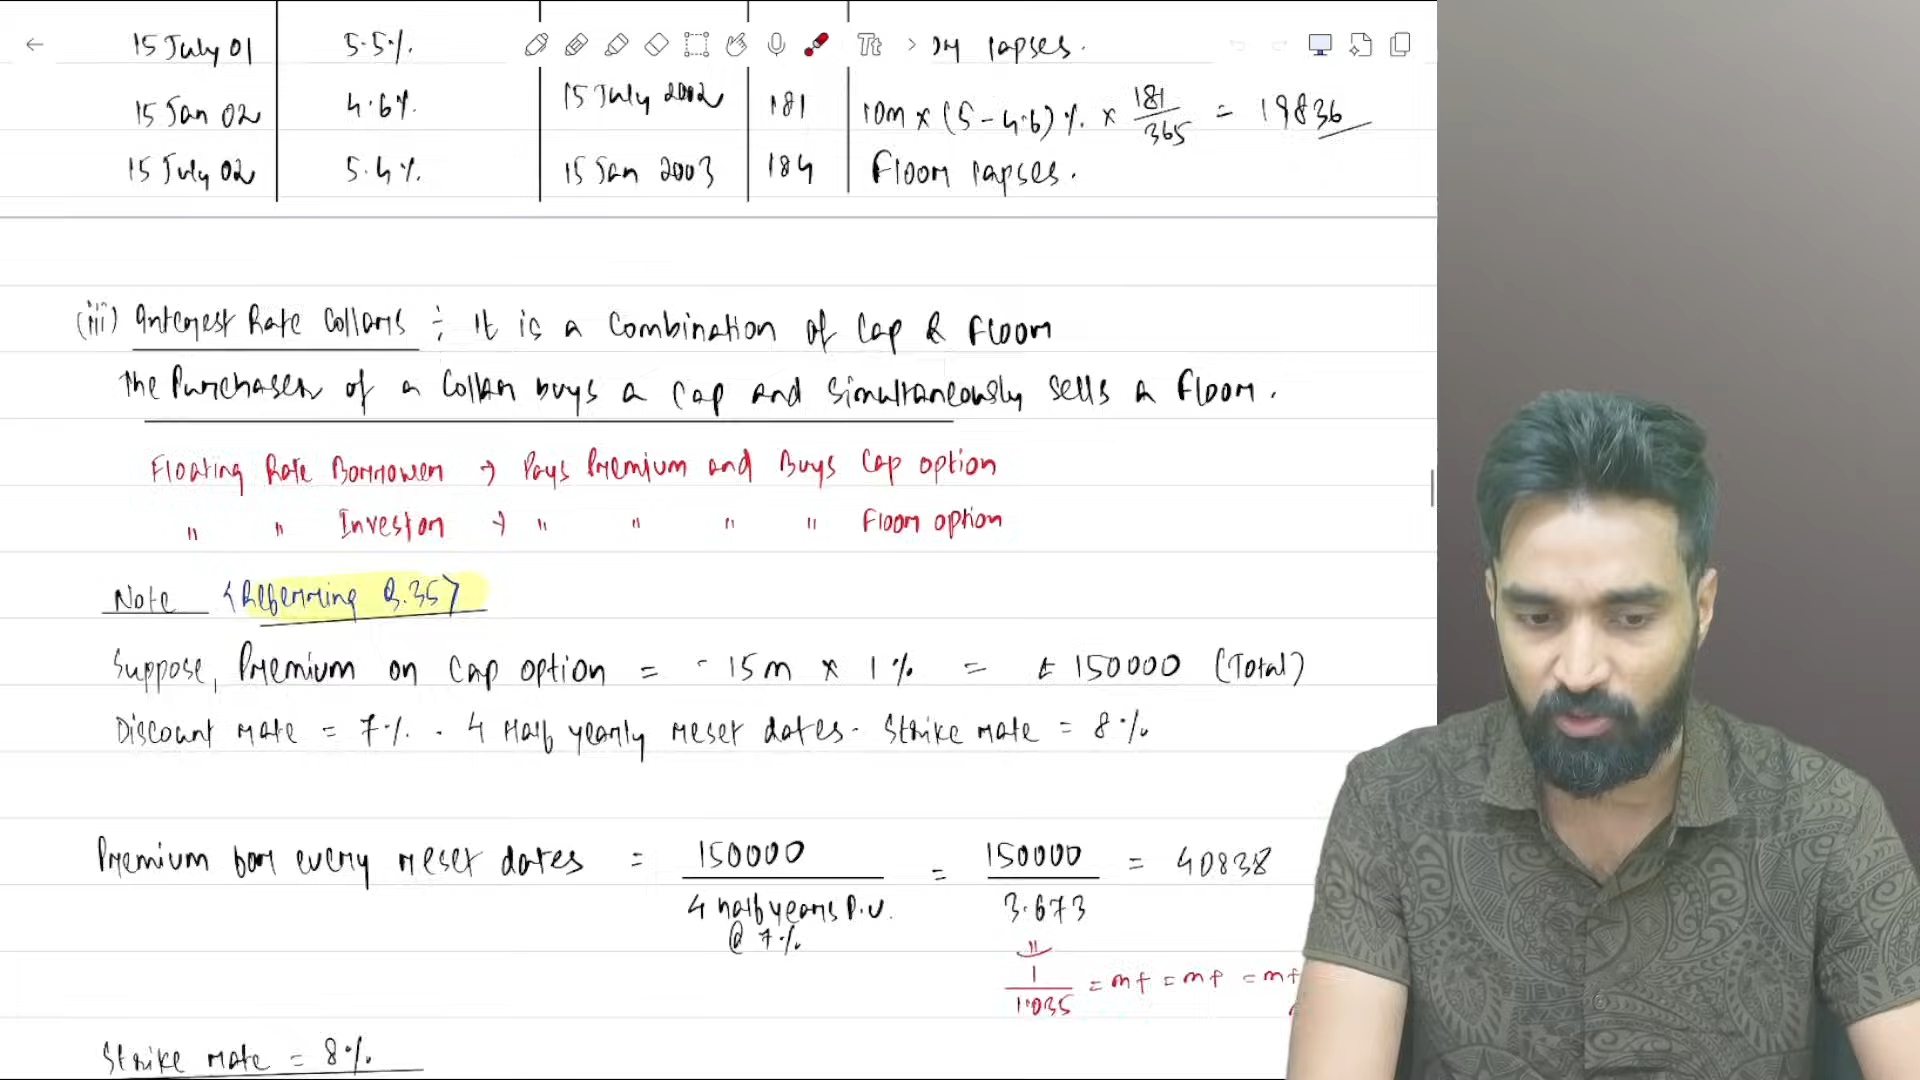 15 July 01 5.5% Tt lapses.
15 Jan 02 4.6% 15 July 2002 181 10m x (5-4.6)% x 181/365 = 19836
15 July 02 5.4% 15 Jan 2003 184 Floor lapses.
(iii) Interest Rate Collars ÷ It is a combination of Cap & Floor
The Purchaser of a Collar buys a Cap and simultaneously sells a Floor.
Floating Rate Borrower → Pays Premium and Buys Cap option
" " Investor → " " " " Floor option
Note {Referring Q.35}
Suppose, Premium on Cap option = 15m x 1% = £ 150000 (Total)
Discount rate = 7%. 4 Half yearly reset dates. Strike rate = 8%
Premium for every reset dates = 150000 / 4 half years P.V. @ 7% = 150000 / 3.673 = 40838
"
1/1.035 = m+ = m+ = m+
Strike rate = 8%.